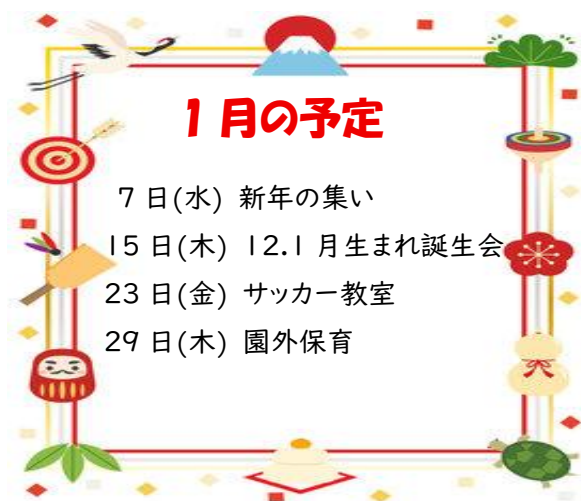 1月の予定
7日(水) 新年の集い
15日(木) 12.1月生まれ誕生会
23日(金) サッカー教室
29日(木) 園外保育